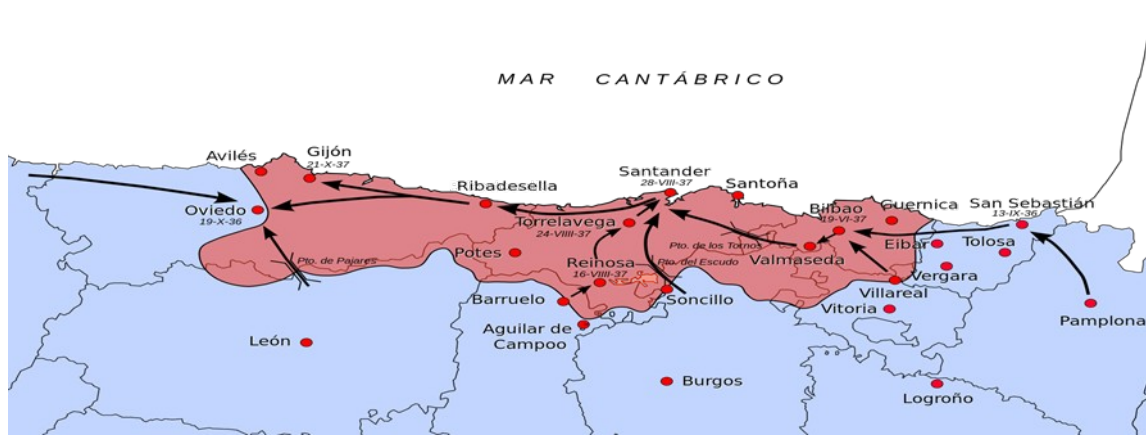 MAR CANTÁBRICO
Avilés
Gijón
21-X-37
Oviedo
19-X-36
Ribadesella
Santander
28-VIII-37
Santoña
Torrelavega
24-VIIII-37
Bilbao
19-VI-37
Guernica
San Sebastián
13-IX-36
Pto. de Pajares
Potes
Reinosa
16-VIIII-37
Pto. de los Tornos
Pto. del Escudo
Valmaseda
Eibar
Tolosa
Vergara
Barruelo
Soncillo
Villareal
Vitoria
Pamplona
León
Aguilar de
Campoo
Burgos
Logroño